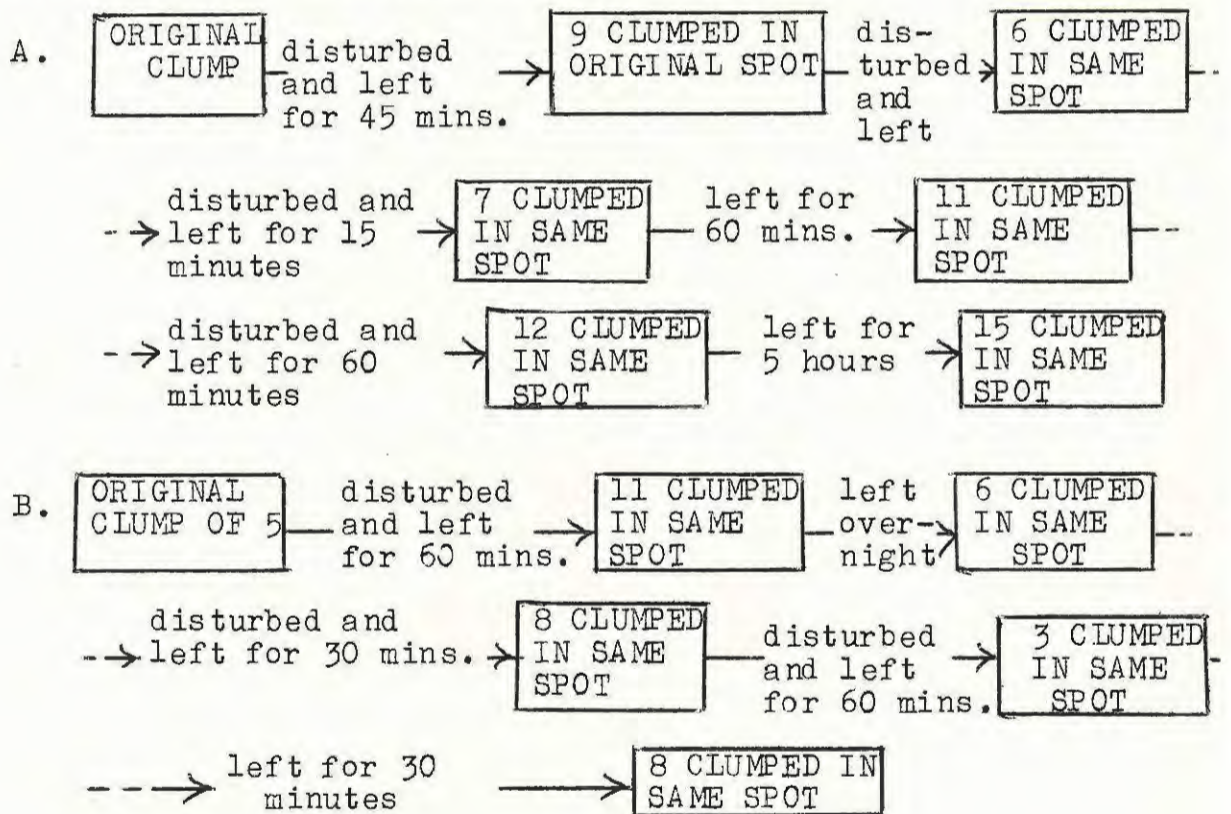 A.
ORIGINAL
CLUMP
disturbed
and left
for 45 mins.
9 CLUMPED IN
ORIGINAL SPOT
dis-
turbed
and
left
6 CLUMPED
IN SAME
SPOT
disturbed and
left for 15
minutes
7 CLUMPED
IN SAME
SPOT
left for
60 mins.
11 CLUMPED
IN SAME
SPOT
disturbed and
left for 60
minutes
12 CLUMPED
IN SAME
SPOT
left for
5 hours
15 CLUMPED
IN SAME
SPOT
B.
ORIGINAL
CLUMP OF 5
disturbed
and left
for 60 mins.
11 CLUMPED
IN SAME
SPOT
left
over-
night
6 CLUMPED
IN SAME
SPOT
disturbed and
left for 30 mins.
8 CLUMPED
IN SAME
SPOT
disturbed
and left
for 60 mins.
3 CLUMPED
IN SAME
SPOT
left for 30
minutes
8 CLUMPED IN
SAME SPOT